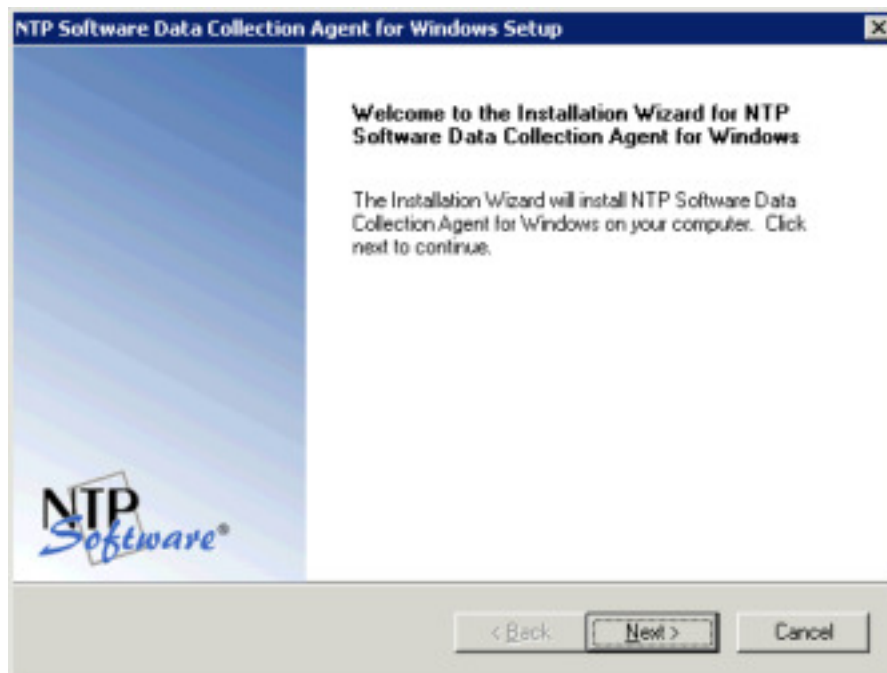 NTP Software Data Collection Agent for Windows Setup
Welcome to the Installation Wizard for NTP
Software Data Collection Agent for Windows
The Installation Wizard will install NTP Software Data
Collection Agent for Windows on your computer.  Click
next to continue.
NTP
Software®
< Back
Next >
Cancel